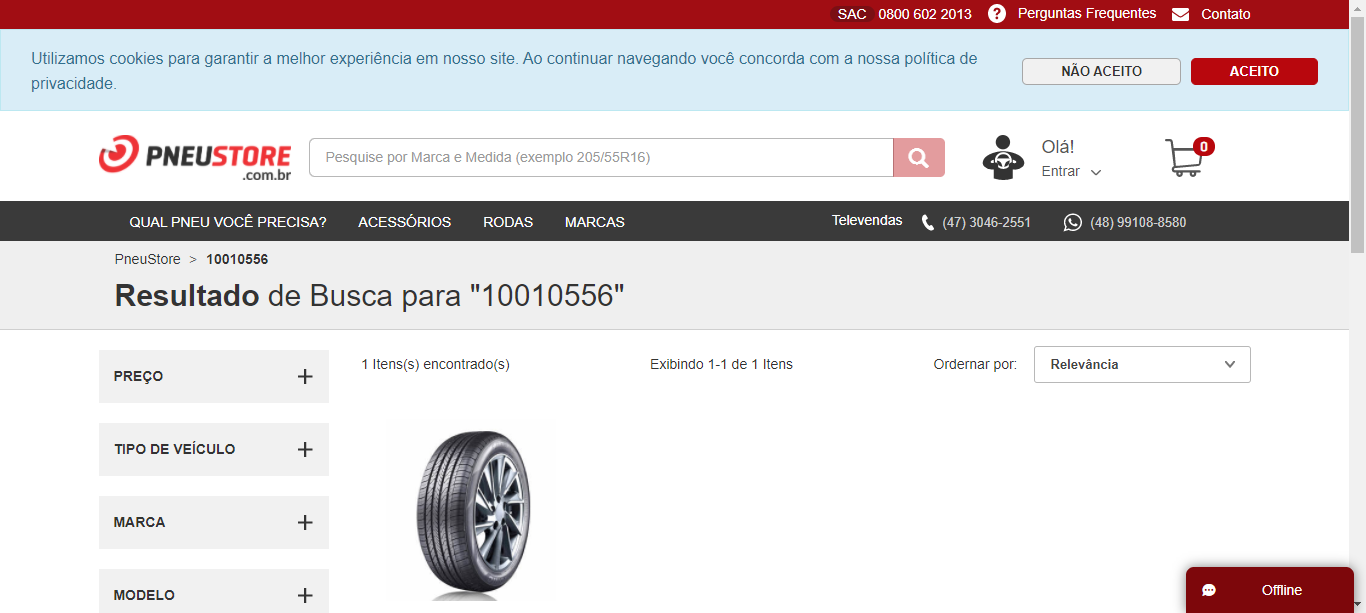 SAC 0800 602 2013 ? Perguntas Frequentes Contato
Utilizamos cookies para garantir a melhor experiência em nosso site. Ao continuar navegando você concorda com a nossa política de
privacidade.
NÃO ACEITO
ACEITO
PNEUSTORE
.com.br
Pesquise por Marca e Medida (exemplo 205/55R16)
Olá!
Entrar
0
QUAL PNEU VOCÊ PRECISA? ACESSÓRIOS RODAS MARCAS
Televendas (47) 3046-2551 (48) 99108-8580
PneuStore > 10010556
Resultado de Busca para "10010556"
PREÇO +
TIPO DE VEÍCULO +
MARCA +
MODELO +
1 Itens(s) encontrado(s)
Exibindo 1-1 de 1 Itens
Ordernar por:
Relevância
Offline